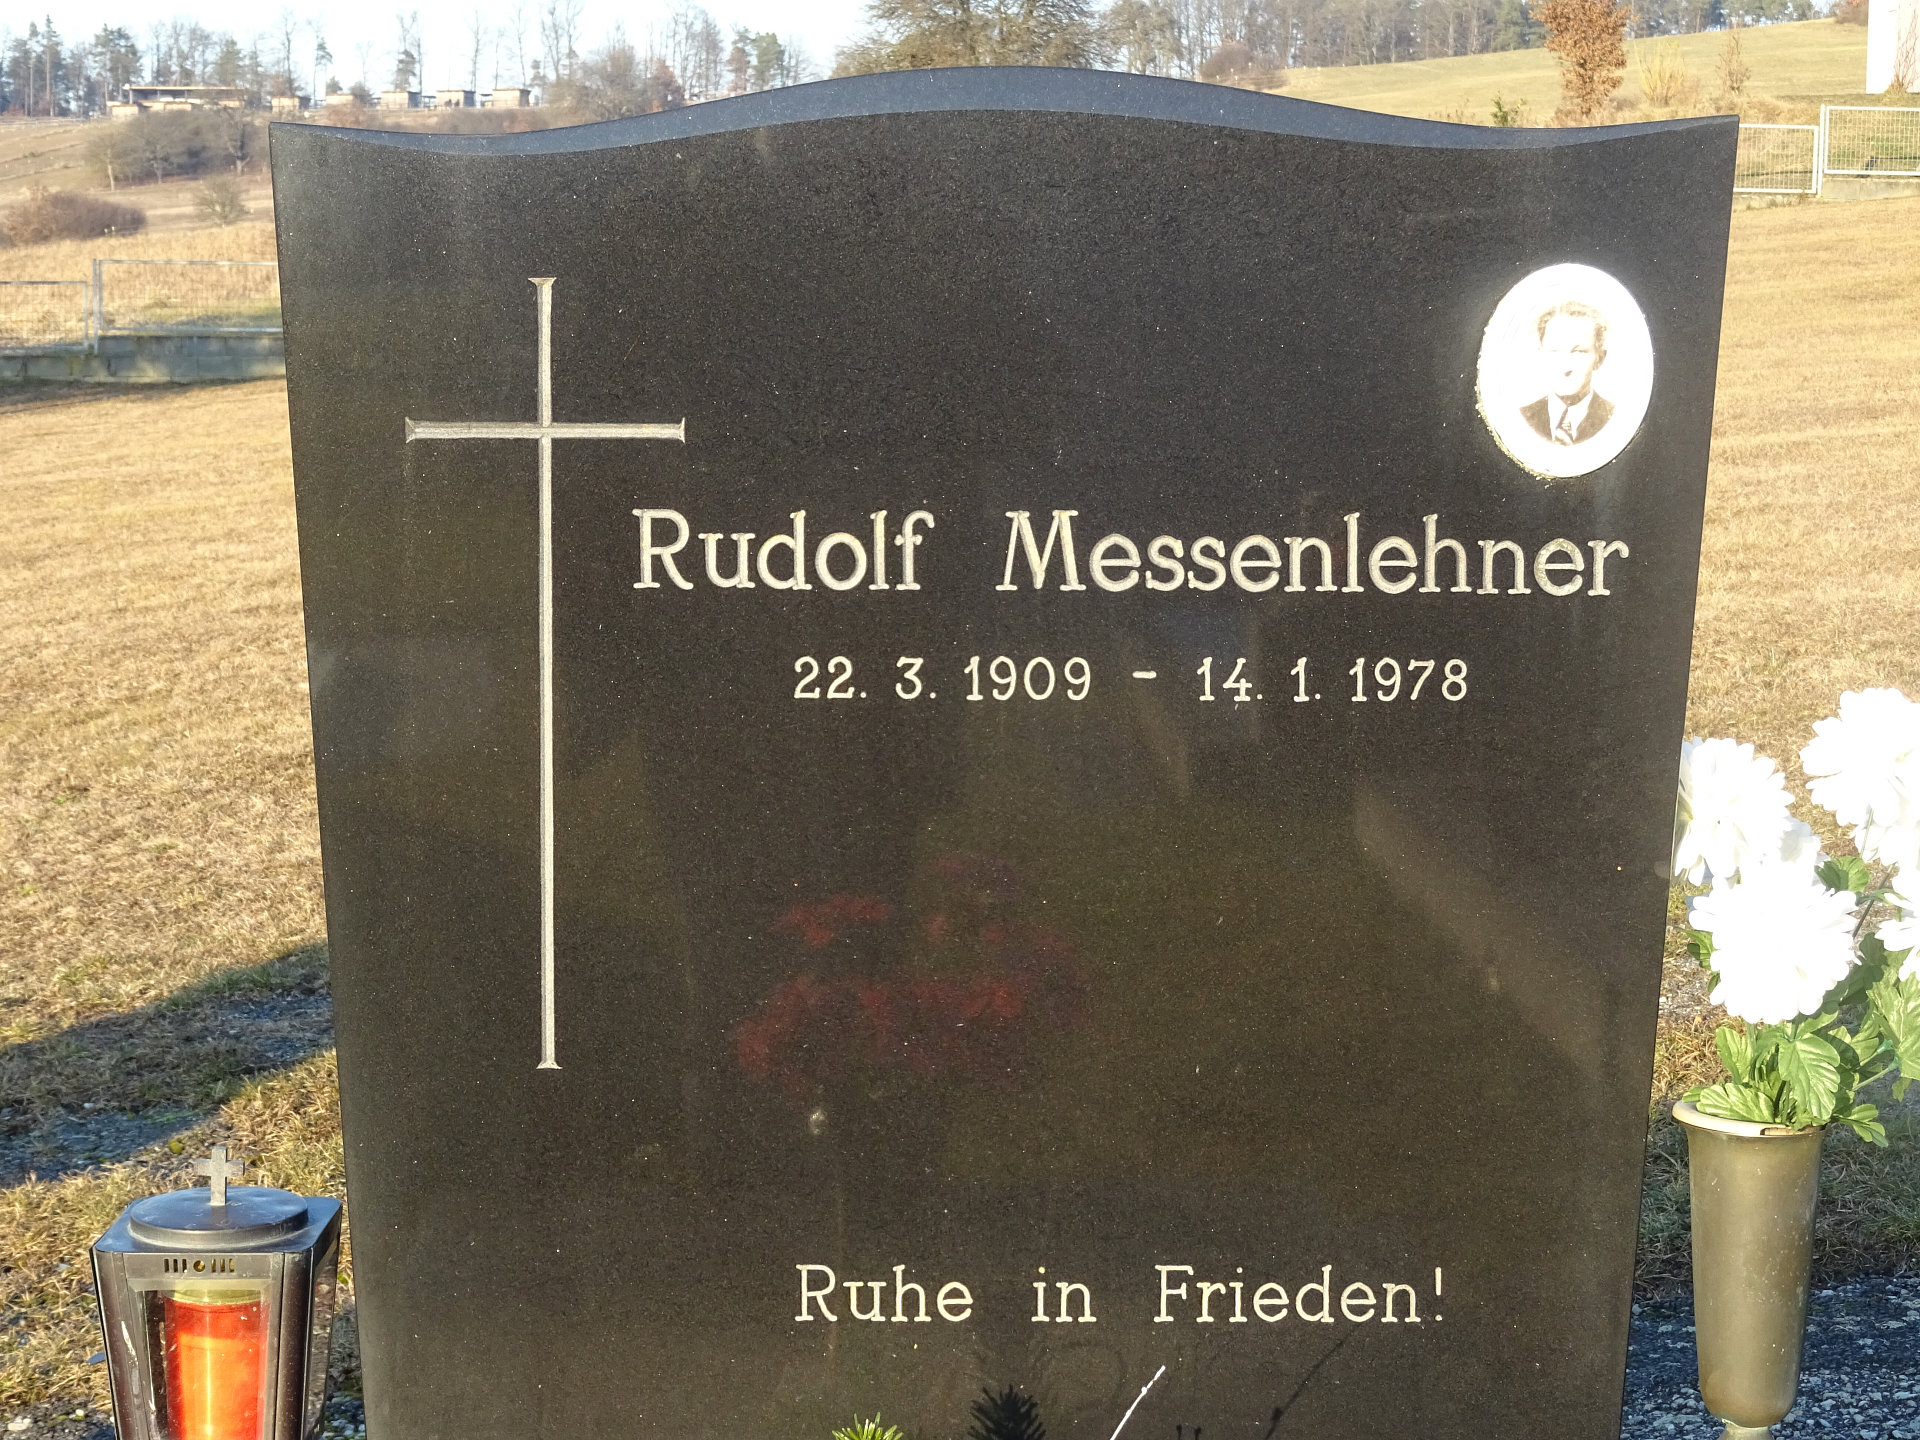 Rudolf Messenlehner
22. 3. 1909 - 14. 1. 1978
Ruhe in Frieden!